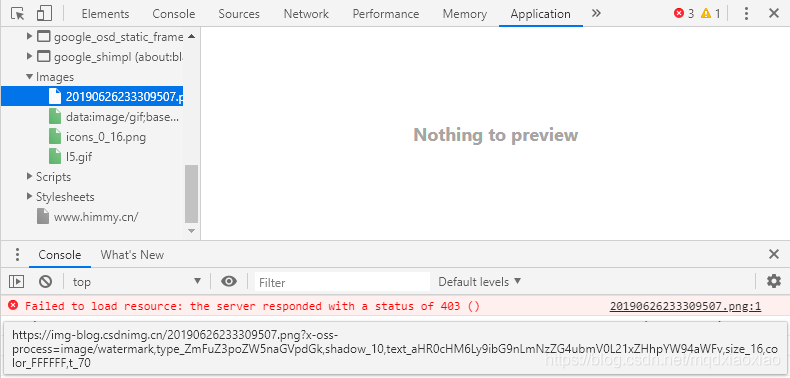 Elements Console Sources Network Performance Memory Application » 3 1
google_osd_static_frame
google_shimpl (about:bl
Images
20190626233309507.p
data:image/gif;base...
icons_0_16.png
l5.gif
Scripts
Stylesheets
www.himmy.cn/
Nothing to preview
Console What's New
top Filter Default levels
Failed to load resource: the server responded with a status of 403 () 20190626233309507.png:1
https://img-blog.csdnimg.cn/20190626233309507.png?x-oss-
process=image/watermark,type_ZmFuZ3poZW5naGVpdGk,shadow_10,text_aHR0cHM6Ly9ibG9nLmNzZG4ubmV0L21xZHhpYW94aWFv,size_16,co
lor_FFFFFF,t_70
https://blog.csdn.net/mqdxiaoxiao